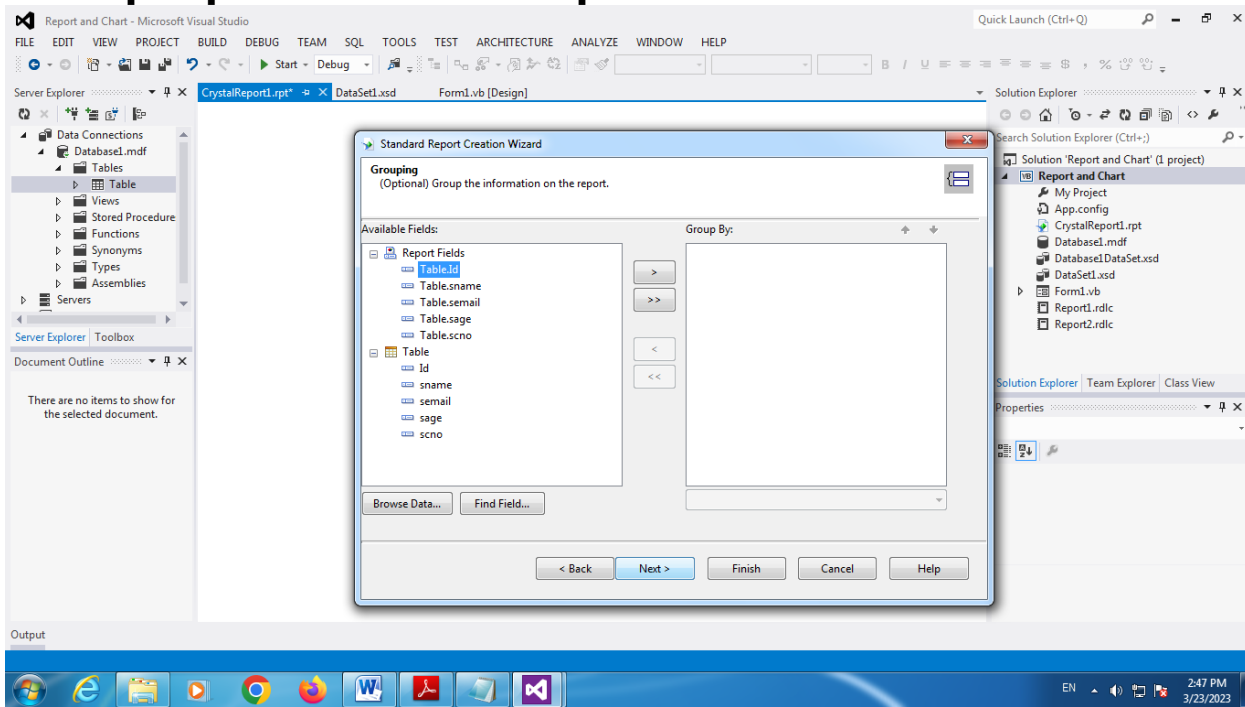 Report and Chart - Microsoft Visual Studio
Quick Launch (Ctrl+Q)
FILE EDIT VIEW PROJECT BUILD DEBUG TEAM SQL TOOLS TEST ARCHITECTURE ANALYZE WINDOW HELP
Start Debug
Server Explorer
CrystalReport1.rpt* DataSet1.xsd Form1.vb [Design]
Data Connections
Database1.mdf
Tables
Table
Views
Stored Procedure
Functions
Synonyms
Types
Assemblies
Servers
Server Explorer Toolbox
Document Outline
There are no items to show for
the selected document.
Standard Report Creation Wizard
Grouping
(Optional) Group the information on the report.
Available Fields:
Group By:
Report Fields
Table.Id
Table.sname
Table.semail
Table.sage
Table.scno
Table
Id
sname
semail
sage
scno
>
>>
<
<<
Browse Data... Find Field...
< Back Next > Finish Cancel Help
Solution Explorer
Search Solution Explorer (Ctrl+;)
Solution 'Report and Chart' (1 project)
Report and Chart
My Project
App.config
CrystalReport1.rpt
Database1.mdf
Database1DataSet.xsd
DataSet1.xsd
Form1.vb
Report1.rdlc
Report2.rdlc
Solution Explorer Team Explorer Class View
Properties
Output
EN
2:47 PM
3/23/2023